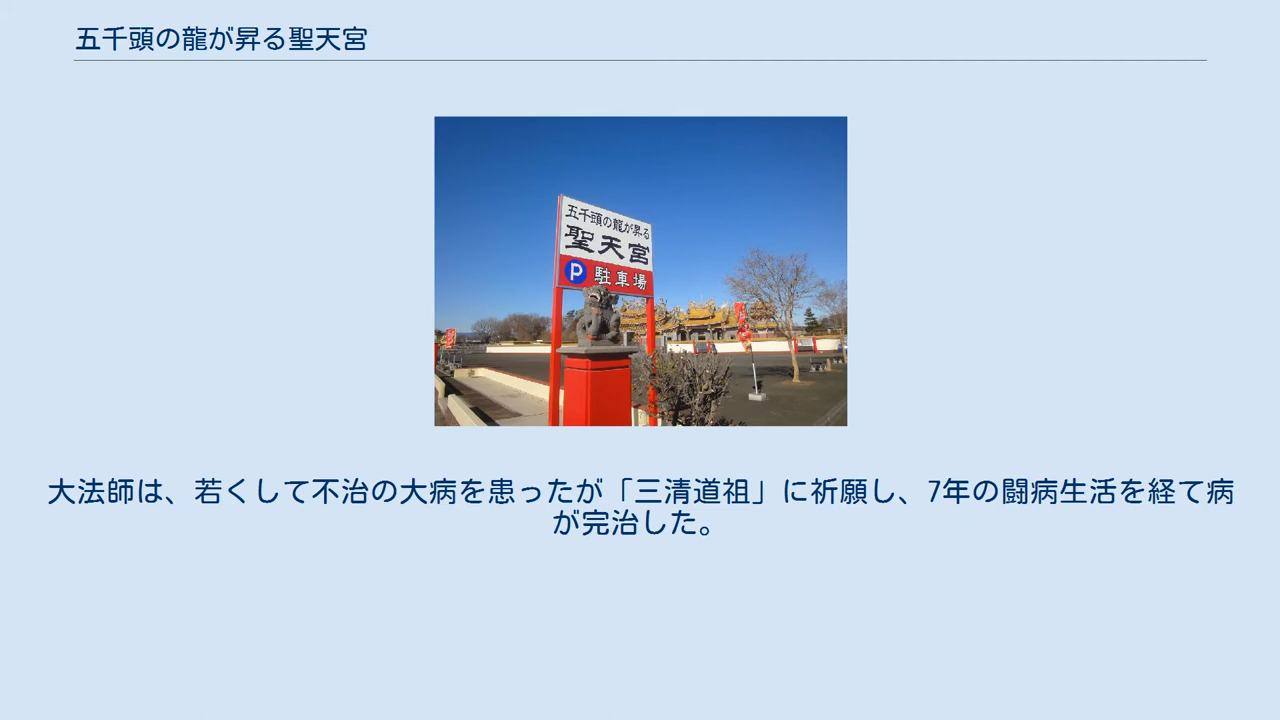 五千頭の龍が昇る聖天宮
五千頭の龍が昇る
聖天宮
P 駐車場
大法師は、若くして不治の大病を患ったが「三清道祖」に祈願し、7年の闘病生活を経て病
が完治した。